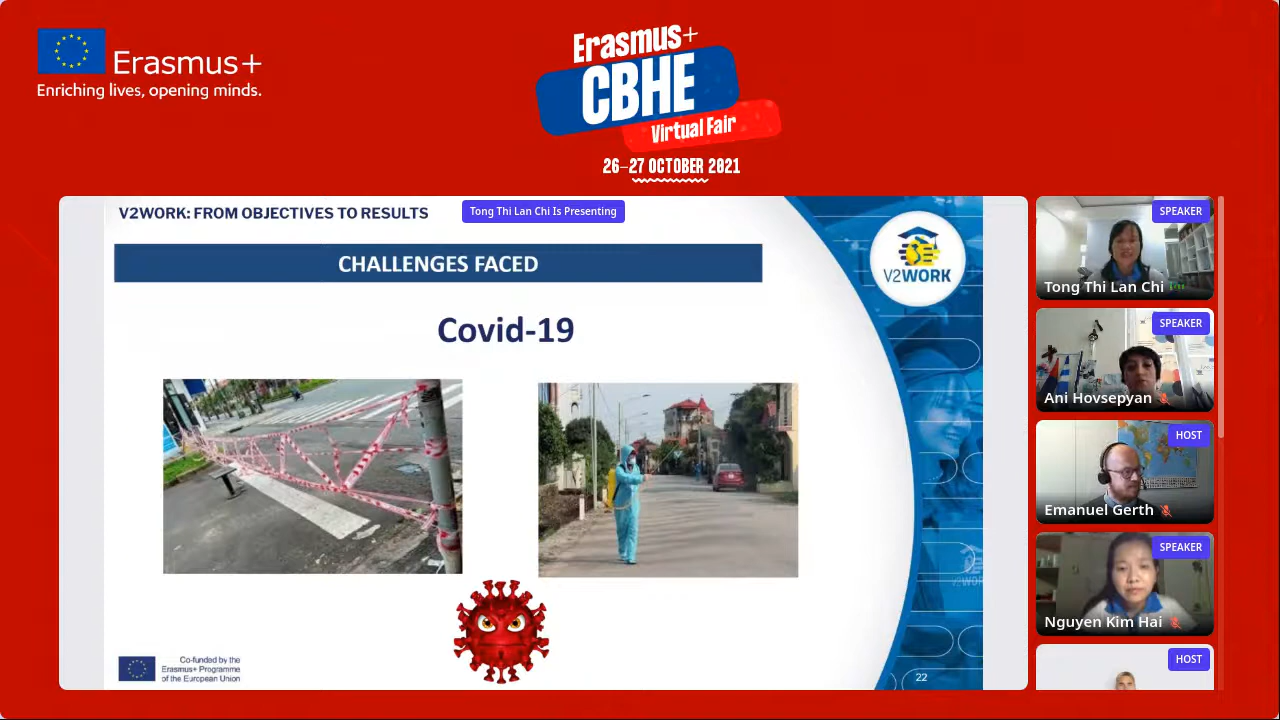 Erasmus+
Enriching lives, opening minds.
Erasmus+
CBHE
Virtual Fair
26–27 OCTOBER 2021
V2WORK: FROM OBJECTIVES TO RESULTS
Tong Thi Lan Chi Is Presenting
CHALLENGES FACED
V2WORK
Covid-19
Co-funded by the
Erasmus+ Programme
of the European Union
22
SPEAKER
Tong Thi Lan Chi
SPEAKER
Ani Hovsepyan
HOST
Emanuel Gerth
SPEAKER
Nguyen Kim Hai
HOST